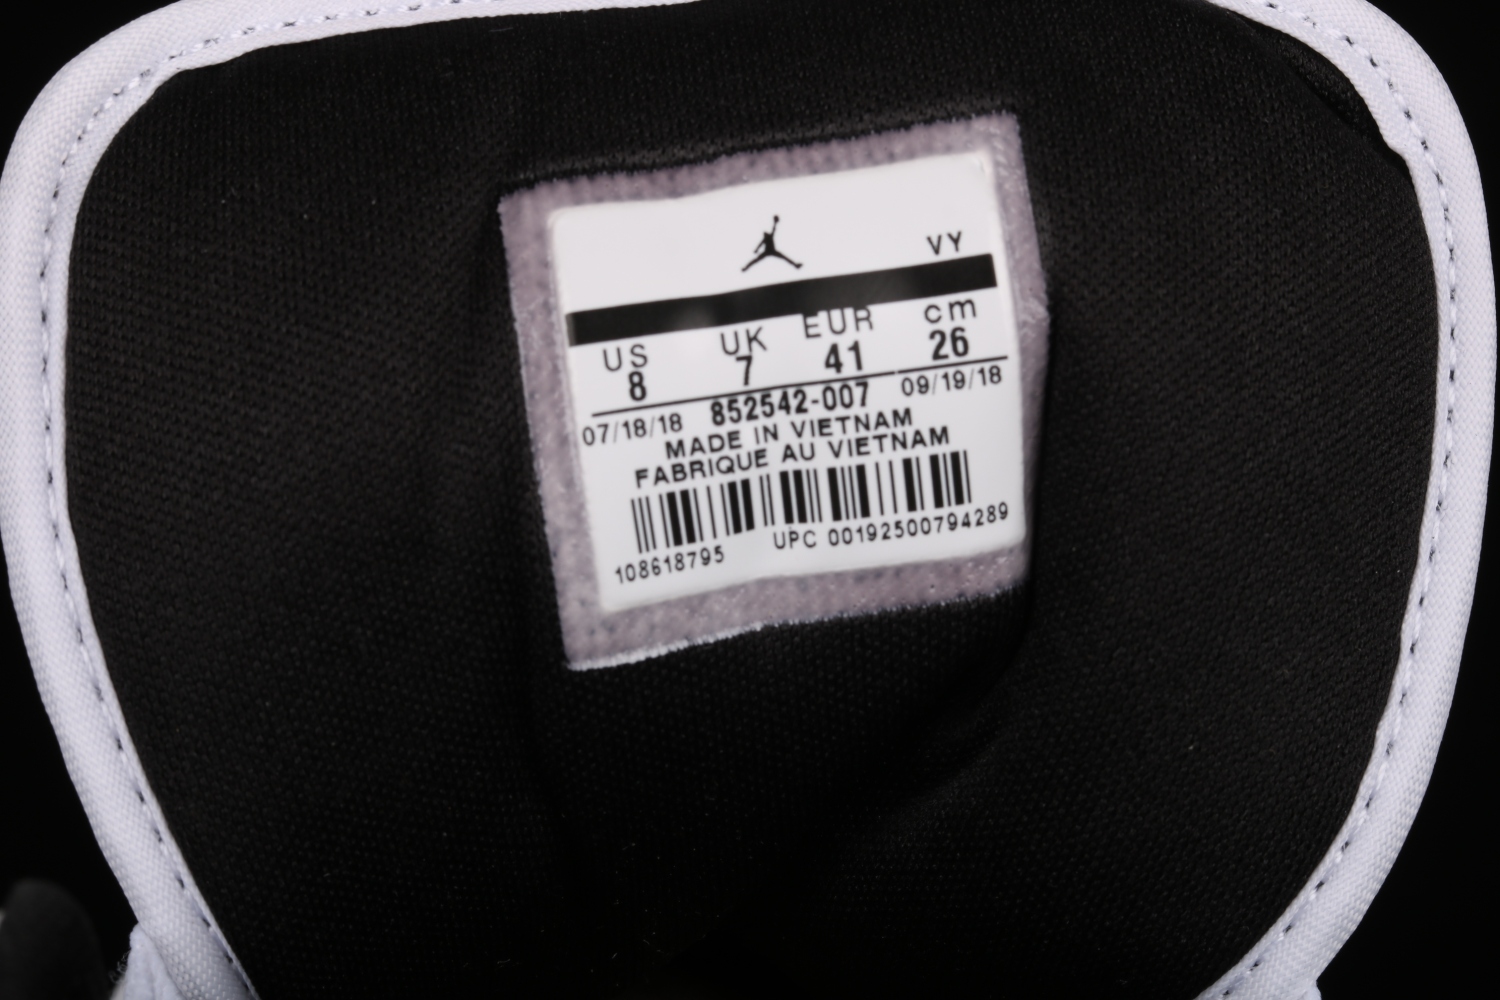 VY
US UK EUR cm
8 7 41 26
07/18/18 852542-007 09/19/18
MADE IN VIETNAM
FABRIQUE AU VIETNAM
108618795 UPC 00192500794289